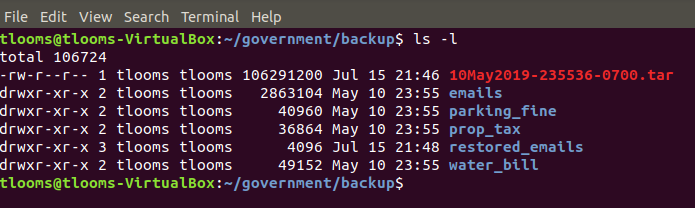 File Edit View Search Terminal Help
tlooms@tlooms-VirtualBox:~/government/backup$ ls -l
total 106724
-rw-r--r-- 1 tlooms tlooms 106291200 Jul 15 21:46 10May2019-235536-0700.tar
drwxr-xr-x 2 tlooms tlooms   2863104 May 10 23:55 emails
drwxr-xr-x 2 tlooms tlooms     40960 May 10 23:55 parking_fine
drwxr-xr-x 2 tlooms tlooms     36864 May 10 23:55 prop_tax
drwxr-xr-x 3 tlooms tlooms      4096 Jul 15 21:48 restored_emails
drwxr-xr-x 2 tlooms tlooms     49152 May 10 23:55 water_bill
tlooms@tlooms-VirtualBox:~/government/backup$